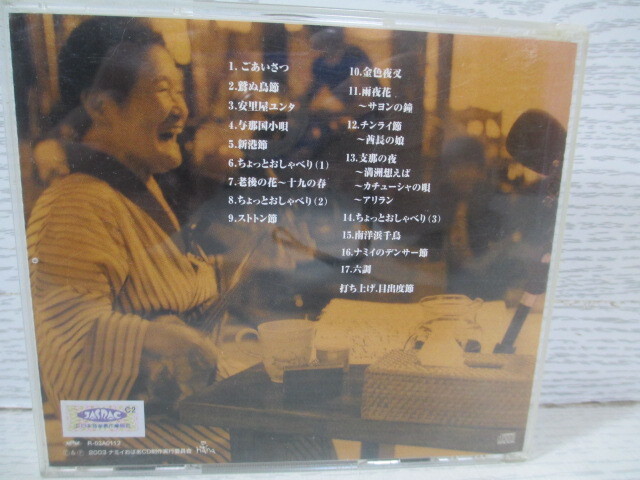 1. ごあいさつ
2. 鷲ぬ鳥節
3. 安里屋ユンタ
4. 与那国小唄
5. 新港節
6. ちょっとおしゃべり(1)
7. 老後の花〜十九の春
8. ちょっとおしゃべり(2)
9. ストトン節
10. 金色夜叉
11. 雨夜花
〜サヨンの鐘
12. チンライ節
〜酋長の娘
13. 支那の夜
〜満洲想えば
〜カチューシャの唄
〜アリラン
14. ちょっとおしゃべり(3)
15. 南洋浜千鳥
16. ナミイのデンサー節
17. 六調
打ち上げ、目出度節
JASRAC
C2